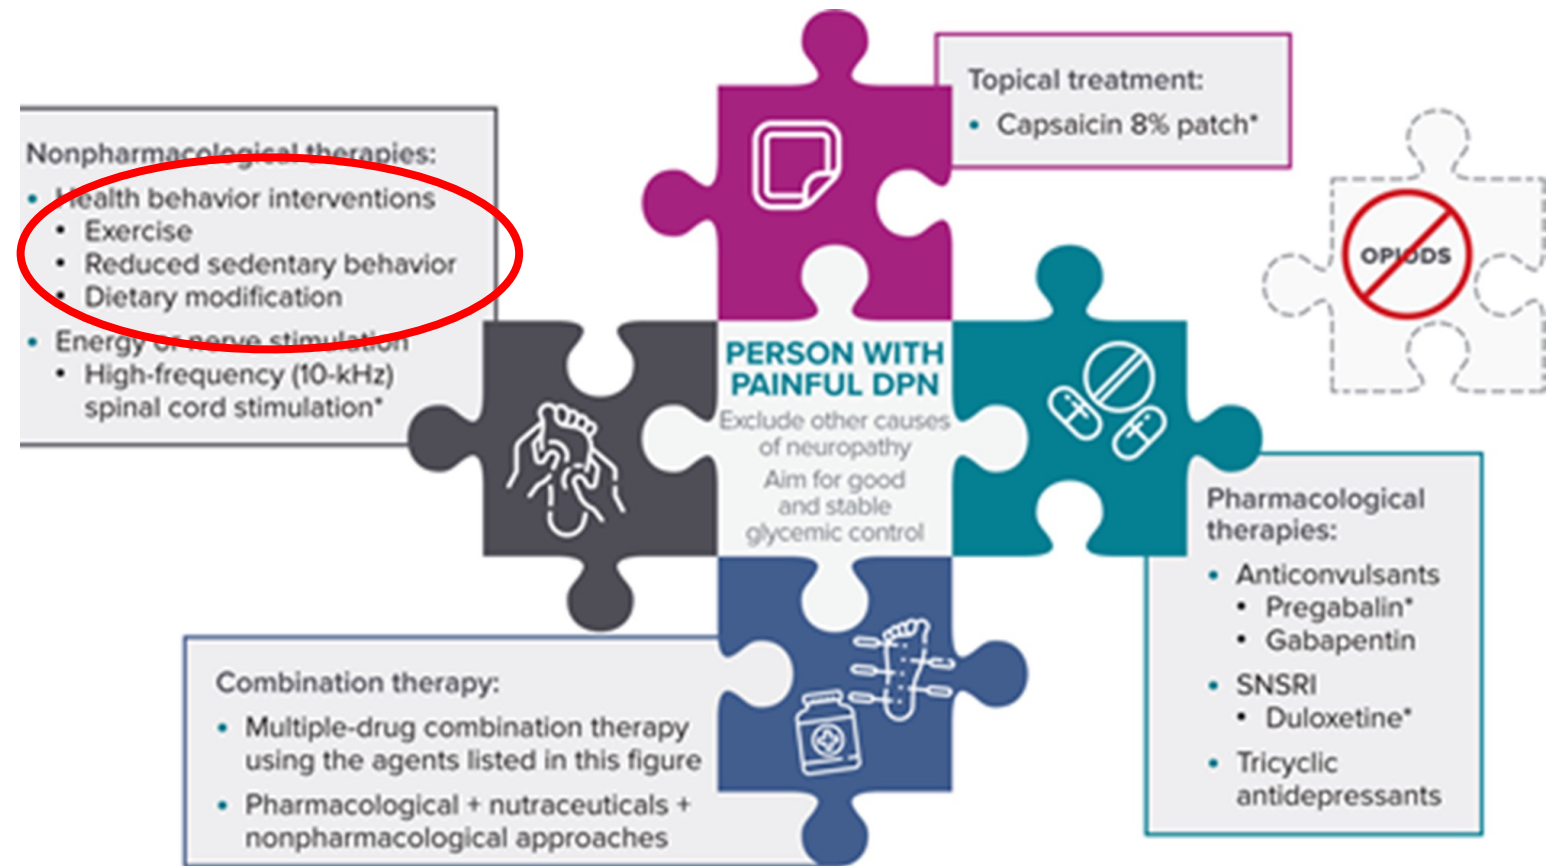 Topical treatment:
• Capsaicin 8% patch*
Nonpharmacological therapies:
• Health behavior interventions
• Exercise
• Reduced sedentary behavior
• Dietary modification
• Energy or nerve stimulation
• High-frequency (10-kHz)
spinal cord stimulation*
OPIODS
PERSON WITH
PAINFUL DPN
Exclude other causes
of neuropathy
Aim for good
and stable
glycemic control
Pharmacological
therapies:
• Anticonvulsants
• Pregabalin*
• Gabapentin
• SNSRI
• Duloxetine*
• Tricyclic
antidepressants
Combination therapy:
• Multiple-drug combination therapy
using the agents listed in this figure
• Pharmacological + nutraceuticals +
nonpharmacological approaches